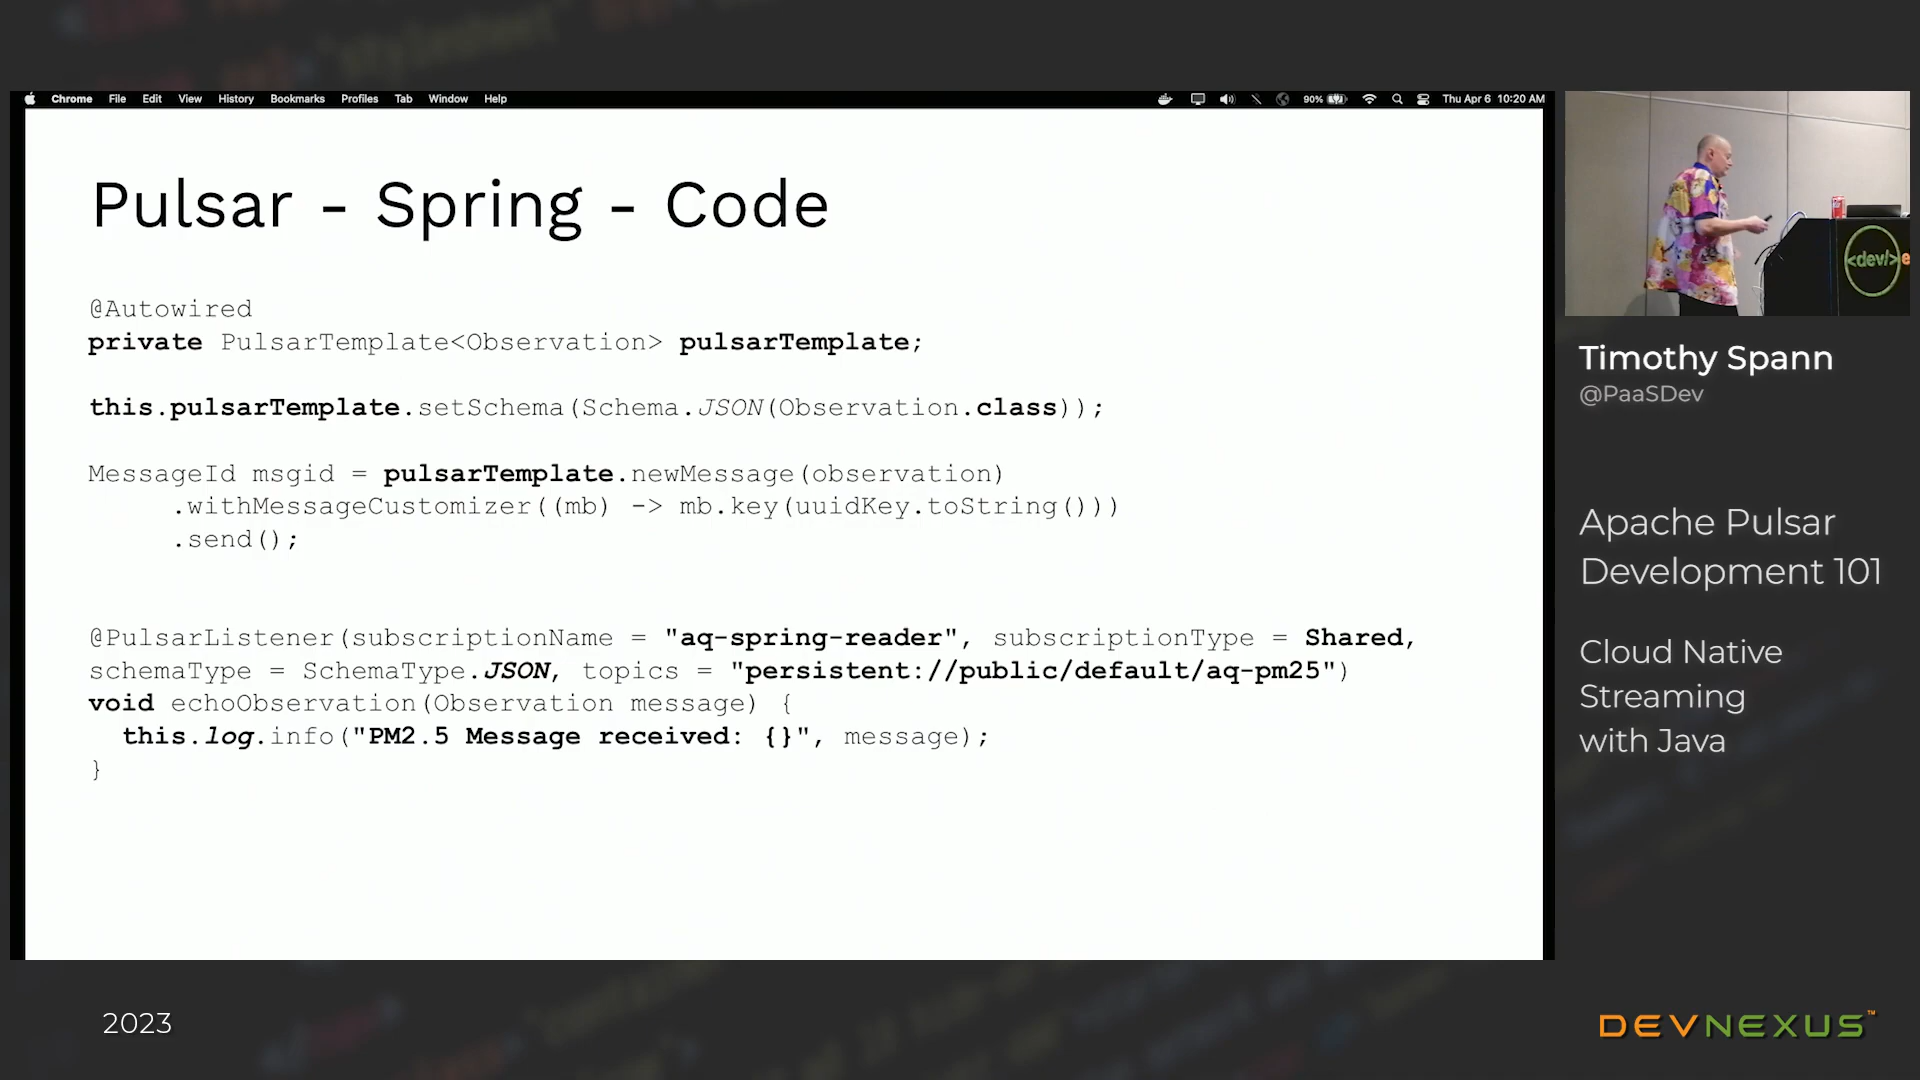 Chrome File Edit View History Bookmarks Profiles Tab Window Help 90% Thu Apr 6 10:20 AM
Pulsar - Spring - Code
@Autowired
private PulsarTemplate<Observation> pulsarTemplate;
this.pulsarTemplate.setSchema(Schema.JSON(Observation.class));
MessageId msgid = pulsarTemplate.newMessage(observation)
.withMessageCustomizer((mb) -> mb.key(uuidKey.toString()))
.send();
@PulsarListener(subscriptionName = "aq-spring-reader", subscriptionType = Shared,
schemaType = SchemaType.JSON, topics = "persistent://public/default/aq-pm25")
void echoObservation(Observation message) {
this.log.info("PM2.5 Message received: {}", message);
}
<dev/>
Timothy Spann
@PaaSDev
Apache Pulsar
Development 101
Cloud Native
Streaming
with Java
2023
DEVNEXUS™